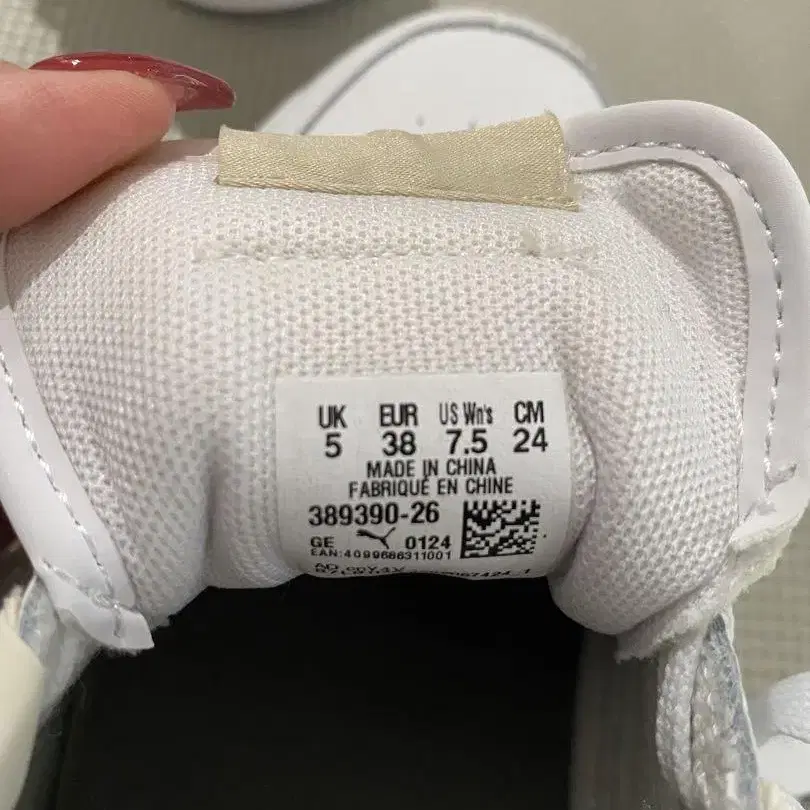 UK EUR US Wn's CM
5 38 7.5 24
MADE IN CHINA
FABRIQUÉ EN CHINE
389390-26
GE 0124
EAN:4099686311001